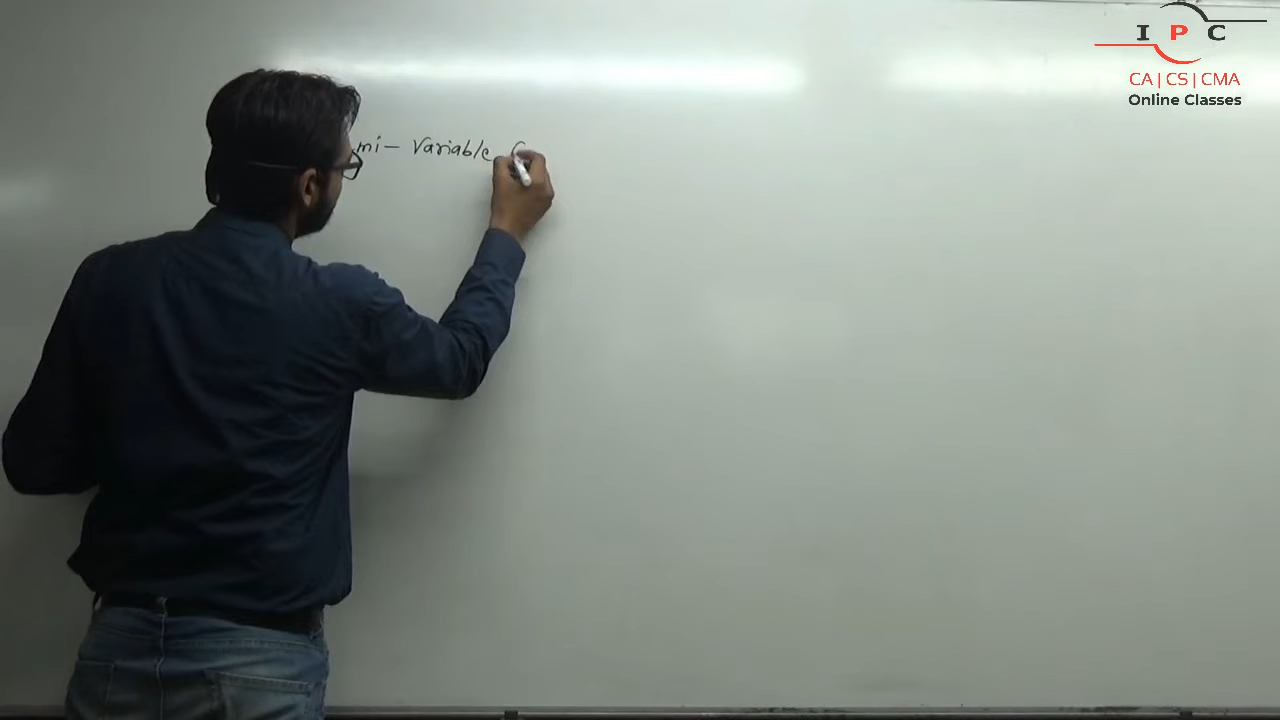 I P C
CA | CS | CMA
Online Classes
mi - Variable C